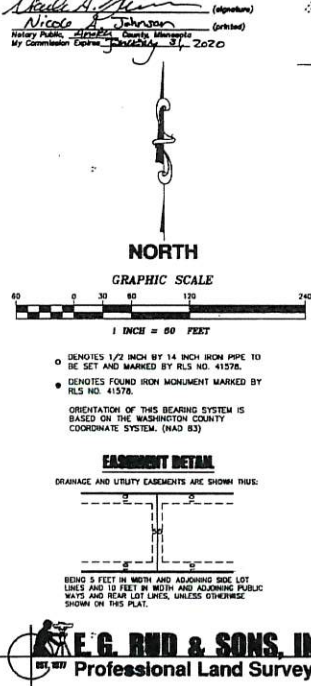 (signature)
Nicole A. Johnson (printed)
Notary Public, Anoka County, Minnesota
My Commission Expires January 31, 2020
NORTH
GRAPHIC SCALE
60 0 30 60 120 240
1 INCH = 60 FEET
o DENOTES 1/2 INCH BY 14 INCH IRON PIPE TO
BE SET AND MARKED BY RLS NO. 41578.
● DENOTES FOUND IRON MONUMENT MARKED BY
RLS NO. 41578.
ORIENTATION OF THIS BEARING SYSTEM IS
BASED ON THE WASHINGTON COUNTY
COORDINATE SYSTEM. (NAD 83)
EASEMENT DETAIL
DRAINAGE AND UTILITY EASEMENTS ARE SHOWN THUS:
BEING 5 FEET IN WIDTH AND ADJOINING SIDE LOT
LINES AND 10 FEET IN WIDTH AND ADJOINING PUBLIC
WAYS AND REAR LOT LINES, UNLESS OTHERWISE
SHOWN ON THIS PLAT.
E. G. RUD & SONS, IN
EST. 1977 Professional Land Survey